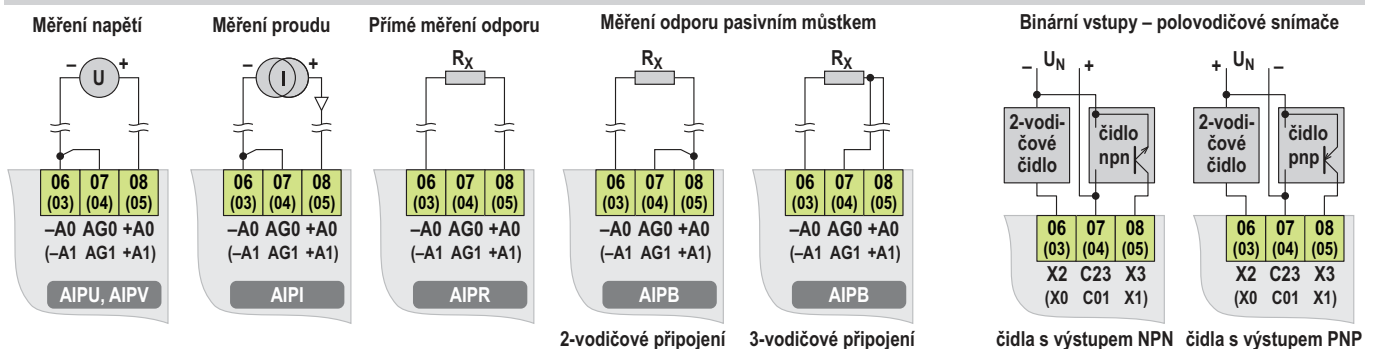 Měření napětí
– U +
06 07 08
(03) (04) (05)
–A0 AG0 +A0
(–A1 AG1 +A1)
AIPU, AIPV
Měření proudu
– I +
06 07 08
(03) (04) (05)
–A0 AG0 +A0
(–A1 AG1 +A1)
AIPI
Přímé měření odporu
RX
06 07 08
(03) (04) (05)
–A0 AG0 +A0
(–A1 AG1 +A1)
AIPR
Měření odporu pasivním můstkem
RX
06 07 08
(03) (04) (05)
–A0 AG0 +A0
(–A1 AG1 +A1)
AIPB
2-vodičové připojení
RX
06 07 08
(03) (04) (05)
–A0 AG0 +A0
(–A1 AG1 +A1)
AIPB
3-vodičové připojení
Binární vstupy – polovodičové snímače
– UN +
2-vodi-
čové
čidlo
čidlo
npn
06 07 08
(03) (04) (05)
X2 C23 X3
(X0 C01 X1)
čidla s výstupem NPN
+ UN –
2-vodi-
čové
čidlo
čidlo
pnp
06 07 08
(03) (04) (05)
X2 C23 X3
(X0 C01 X1)
čidla s výstupem PNP